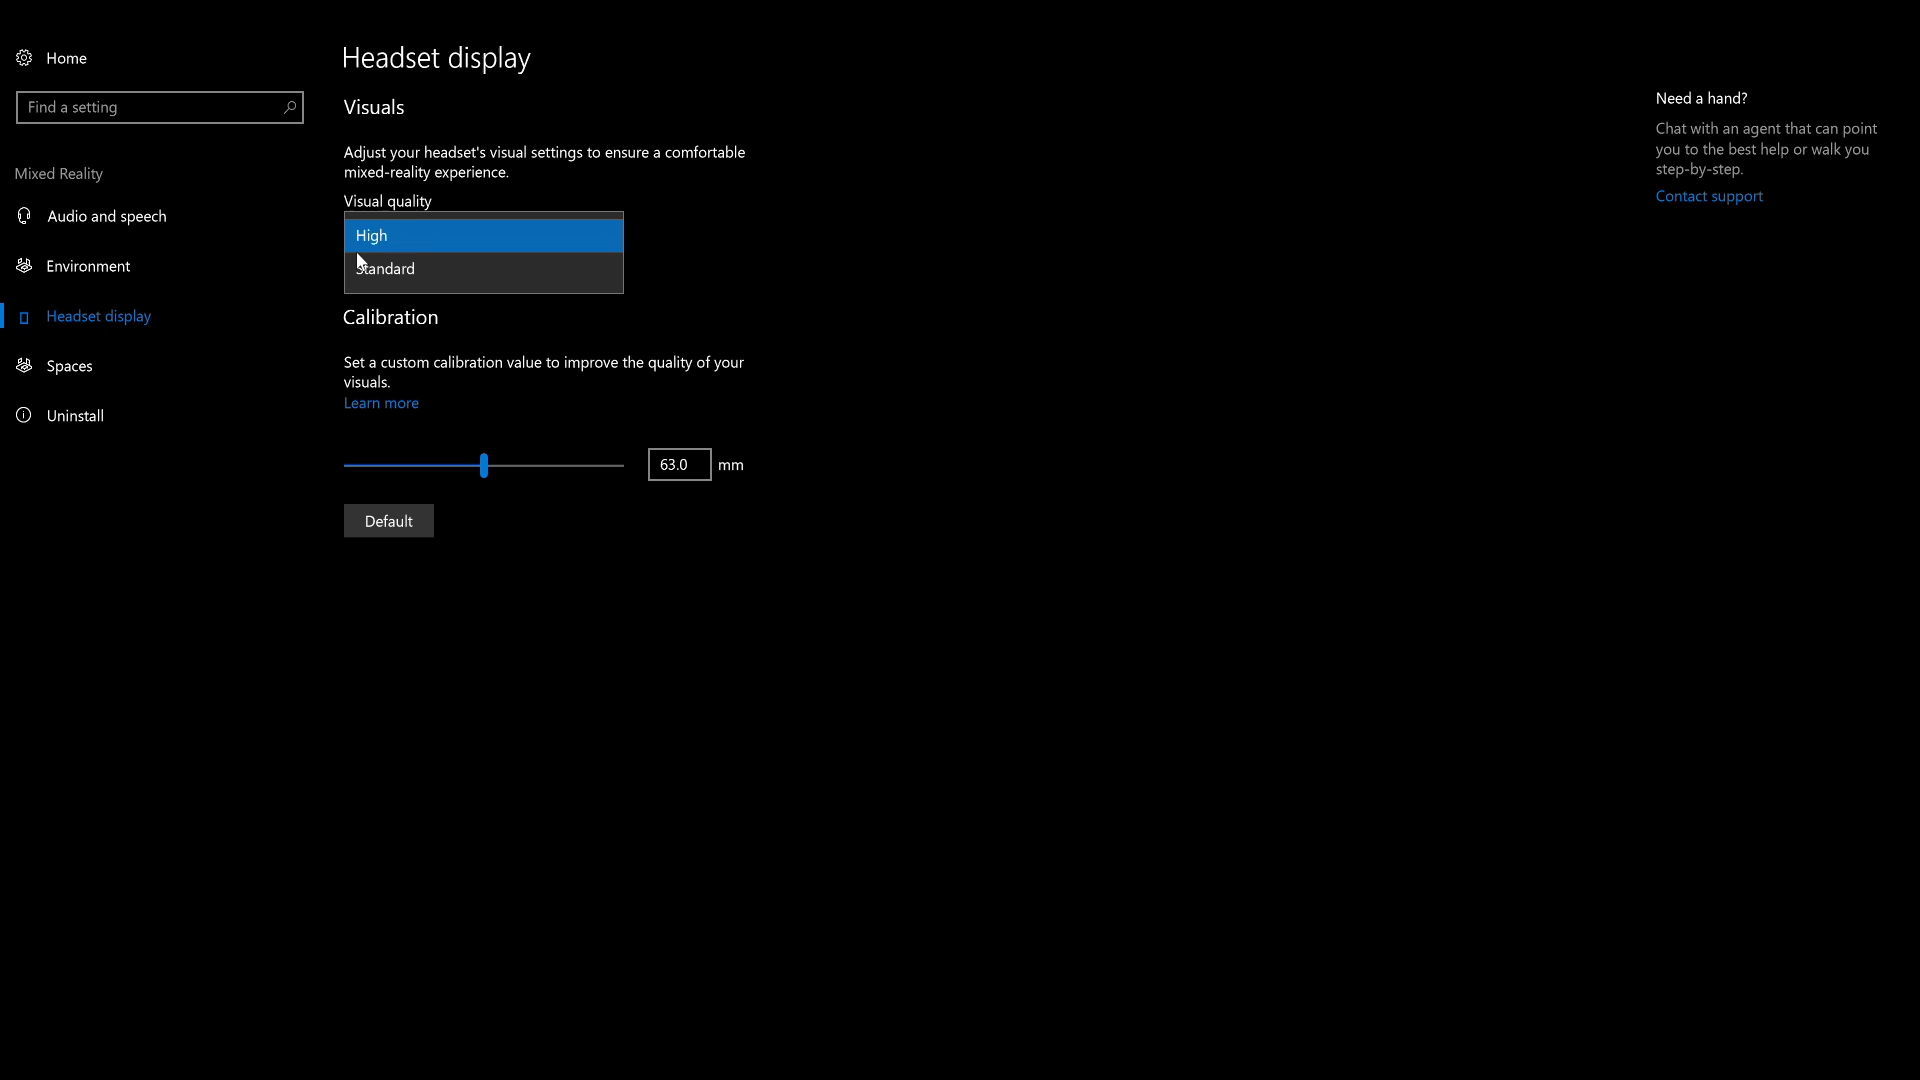 Home
Find a setting
Mixed Reality
Audio and speech
Environment
Headset display
Spaces
Uninstall
Headset display
Visuals
Adjust your headset's visual settings to ensure a comfortable
mixed-reality experience.
Visual quality
High
Standard
Calibration
Set a custom calibration value to improve the quality of your
visuals.
Learn more
63.0 mm
Default
Need a hand?
Chat with an agent that can point
you to the best help or walk you
step-by-step.
Contact support